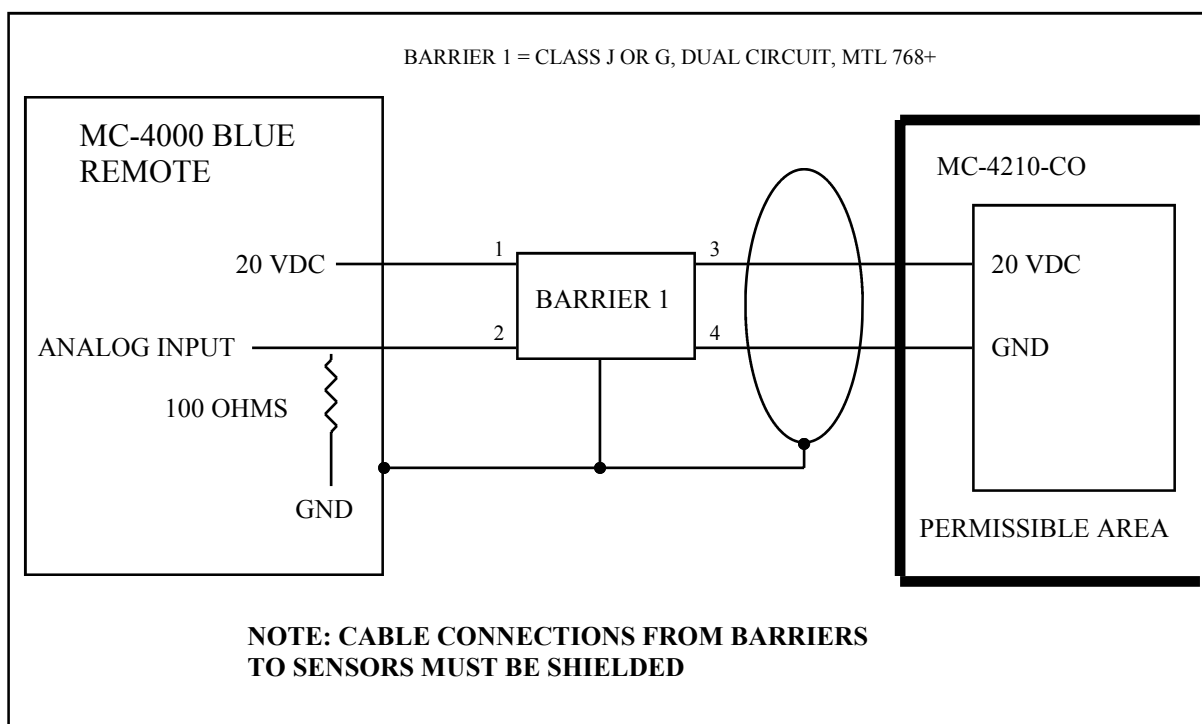 BARRIER 1 = CLASS J OR G, DUAL CIRCUIT, MTL 768+
MC-4000 BLUE
REMOTE
MC-4210-CO
20 VDC
1
3
20 VDC
BARRIER 1
ANALOG INPUT
2
4
GND
100 OHMS
GND
PERMISSIBLE AREA
NOTE: CABLE CONNECTIONS FROM BARRIERS
TO SENSORS MUST BE SHIELDED